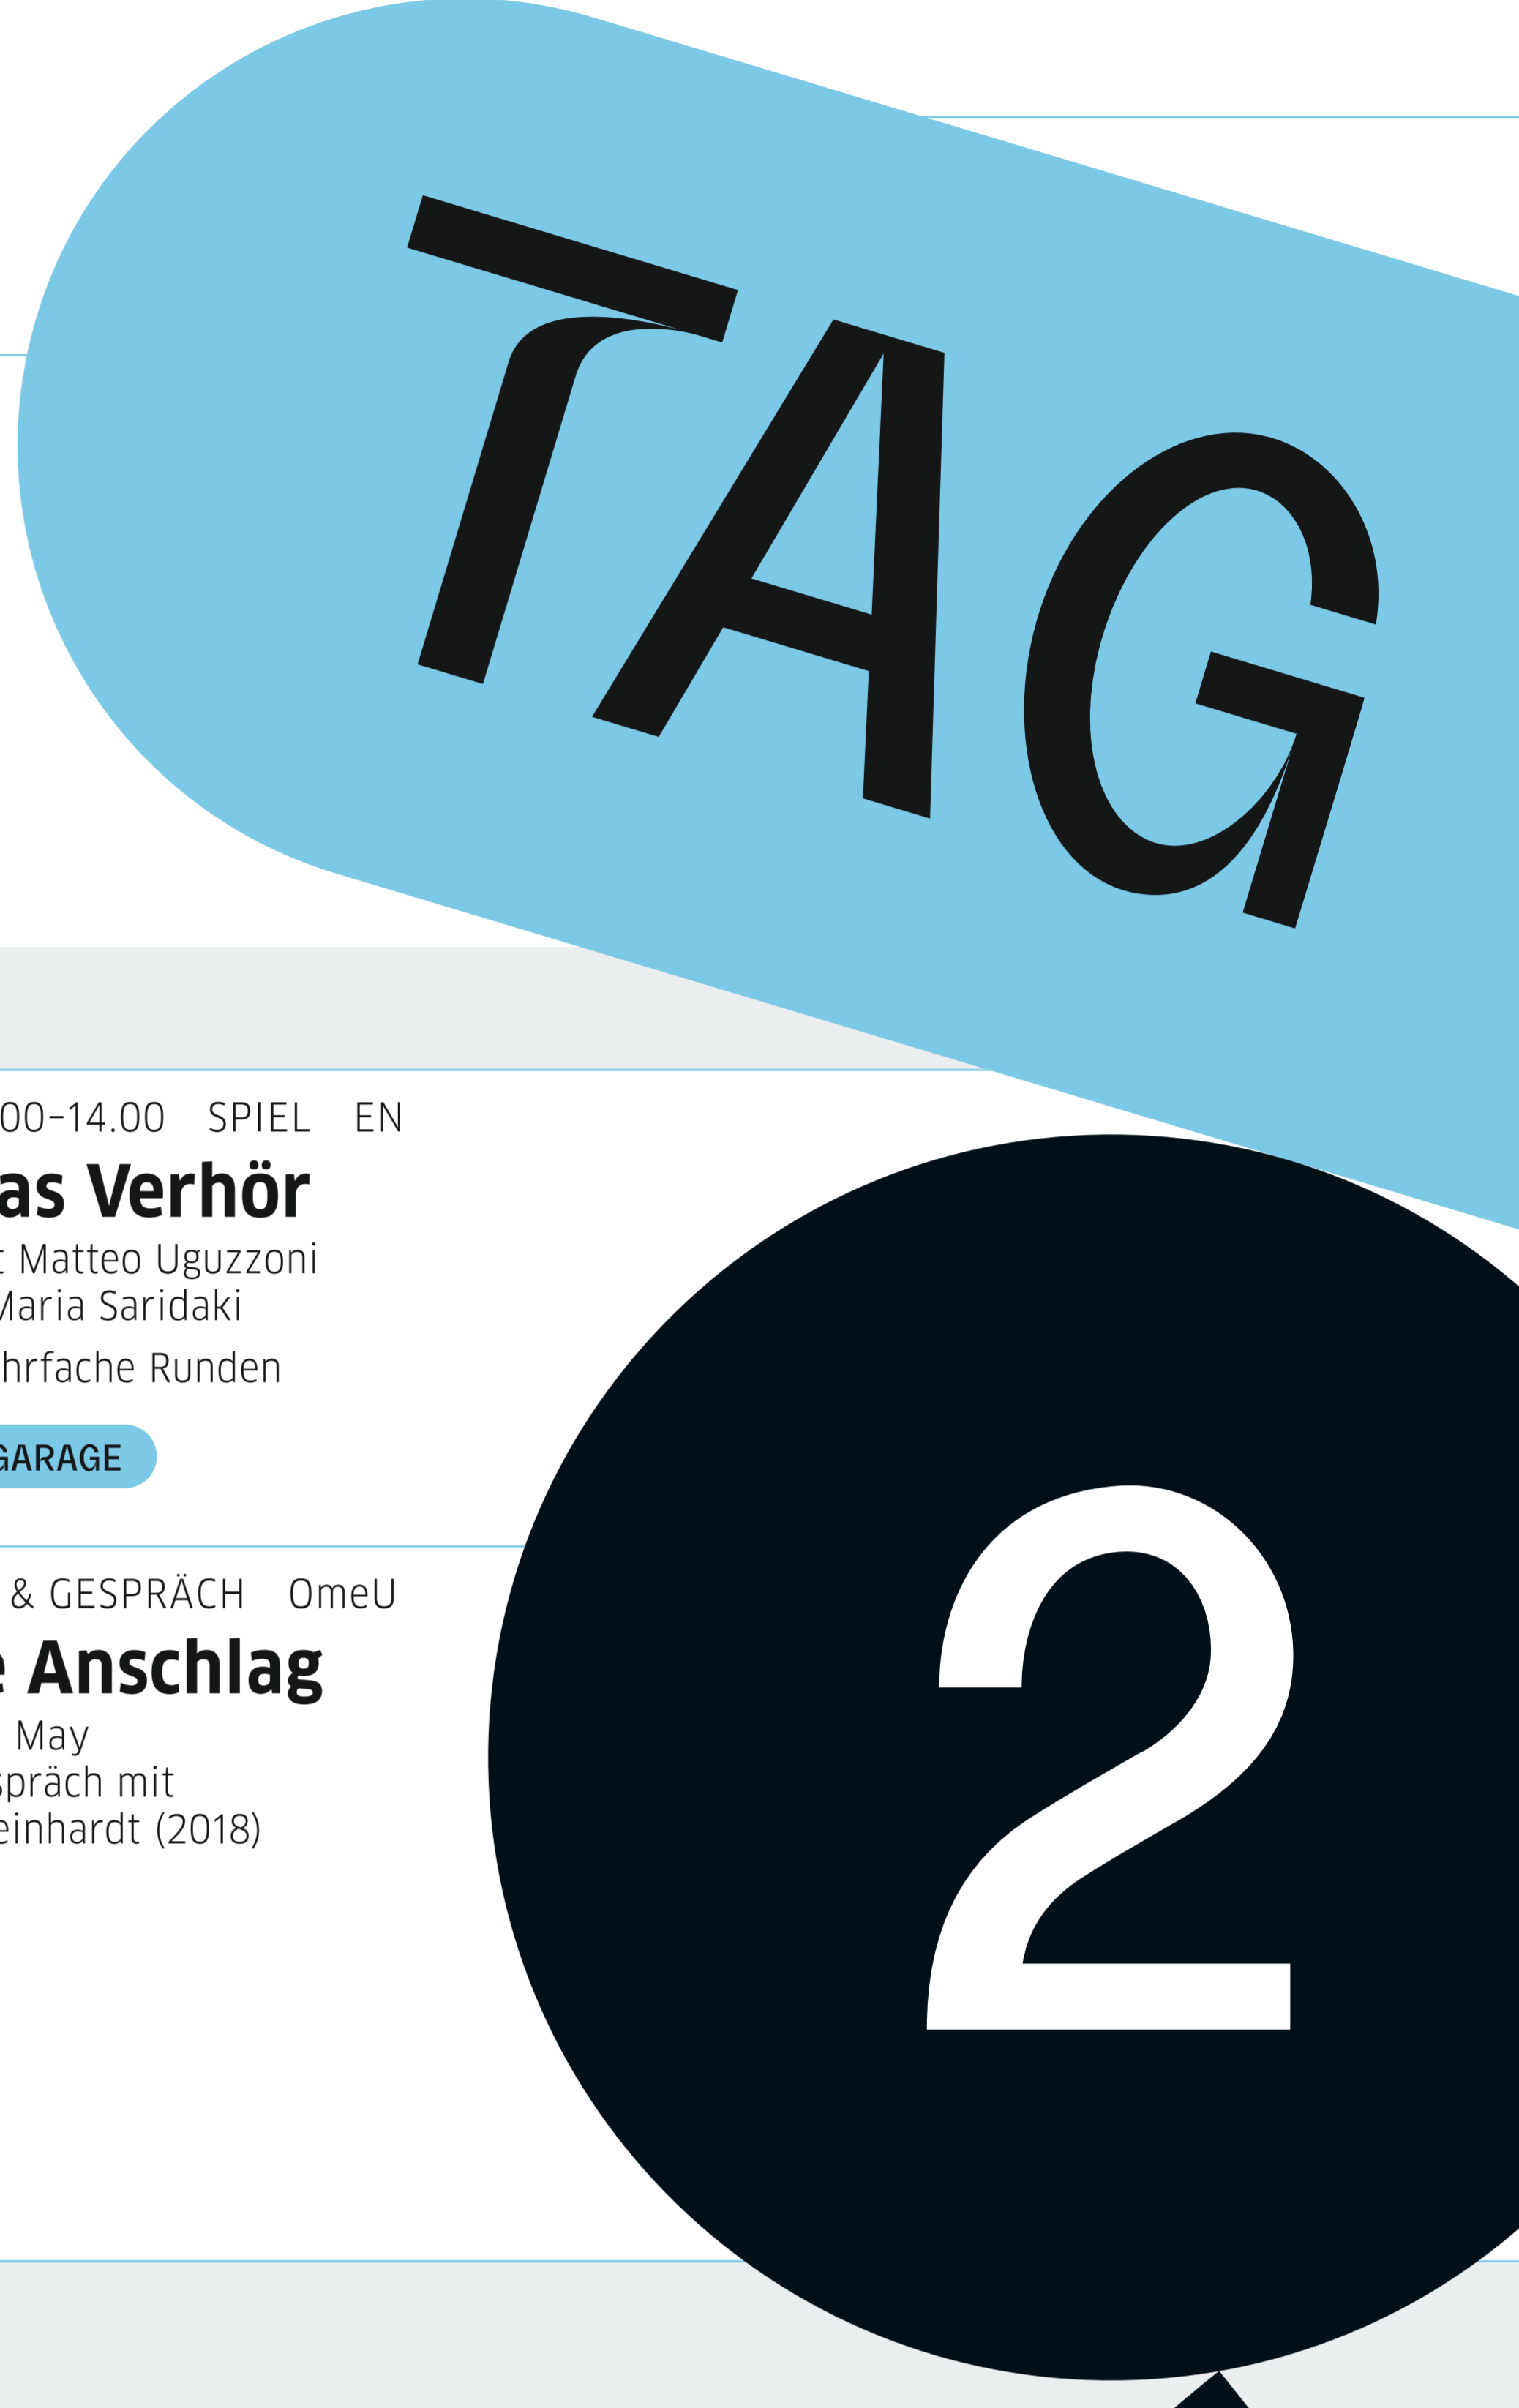 TAG
00–14.00 SPIEL EN
as Verhör
Matteo Uguzzoni
Maria Saridaki
hrfache Runden
GARAGE
2
& GESPRÄCH OmeU
Anschlag
May
spräch mit
einhardt (2018)